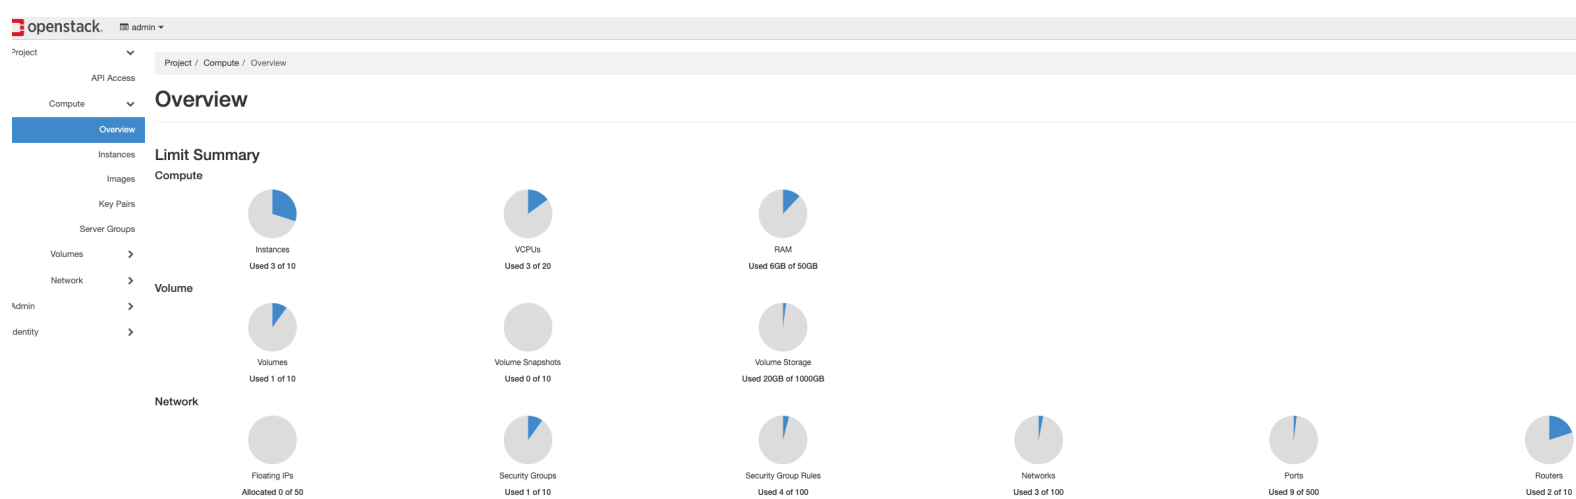 openstack. admin
Project
API Access
Compute
Overview
Instances
Images
Key Pairs
Server Groups
Volumes
Network
Admin
dentity
Project / Compute / Overview
Overview
Limit Summary
Compute
Instances
Used 3 of 10
VCPUs
Used 3 of 20
RAM
Used 6GB of 50GB
Volume
Volumes
Used 1 of 10
Volume Snapshots
Used 0 of 10
Volume Storage
Used 20GB of 1000GB
Network
Floating IPs
Allocated 0 of 50
Security Groups
Used 1 of 10
Security Group Rules
Used 4 of 100
Networks
Used 3 of 100
Ports
Used 9 of 500
Routers
Used 2 of 10